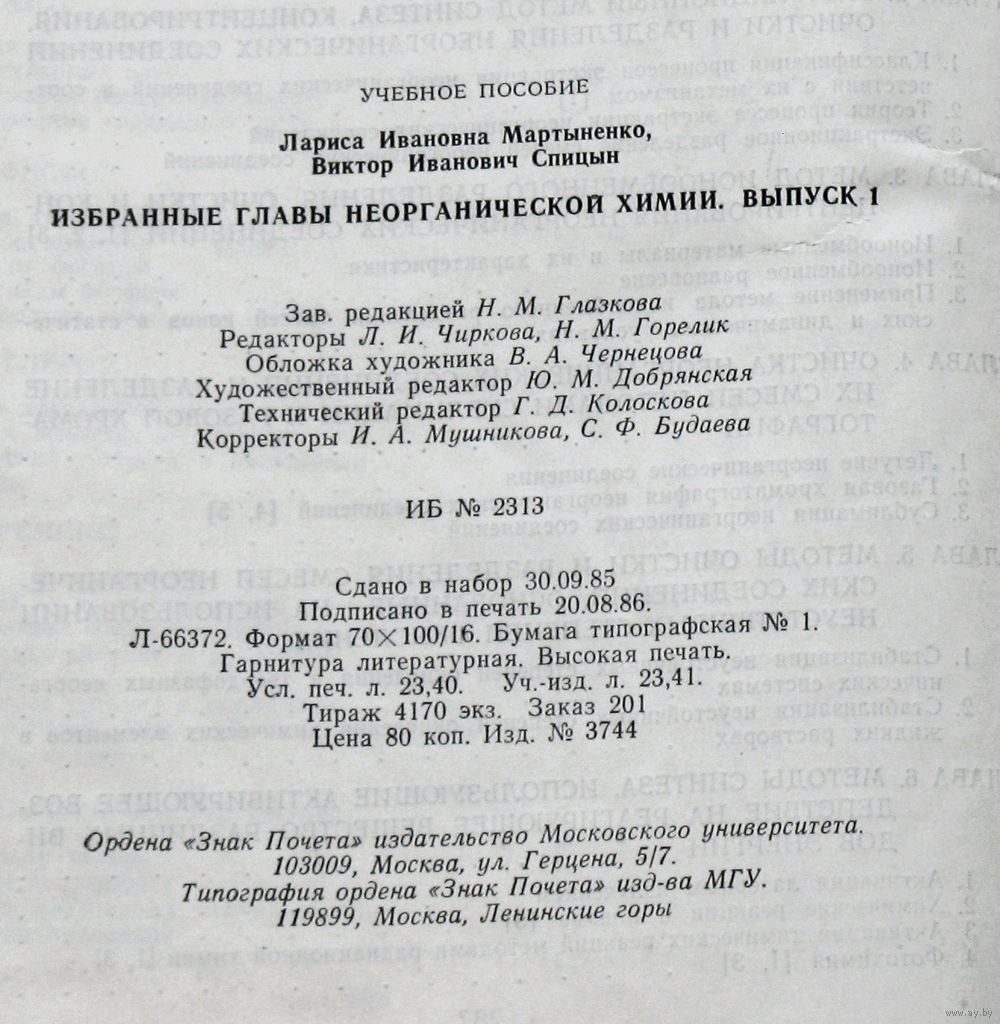 УЧЕБНОЕ ПОСОБИЕ
Лариса Ивановна Мартыненко,
Виктор Иванович Спицын
ИЗБРАННЫЕ ГЛАВЫ НЕОРГАНИЧЕСКОЙ ХИМИИ. ВЫПУСК 1
Зав. редакцией Н. М. Глазкова
Редакторы Л. И. Чиркова, Н. М. Горелик
Обложка художника В. А. Чернецова
Художественный редактор Ю. М. Добрянская
Технический редактор Г. Д. Колоскова
Корректоры И. А. Мушникова, С. Ф. Будаева
ИБ № 2313
Сдано в набор 30.09.85
Подписано в печать 20.08.86.
Л-66372. Формат 70×100/16. Бумага типографская № 1.
Гарнитура литературная. Высокая печать.
Усл. печ. л. 23,40. Уч.-изд. л. 23,41.
Тираж 4170 экз. Заказ 201
Цена 80 коп. Изд. № 3744
Ордена «Знак Почета» издательство Московского университета.
103009, Москва, ул. Герцена, 5/7.
Типография ордена «Знак Почета» изд-ва МГУ.
119899, Москва, Ленинские горы
www.ay.by